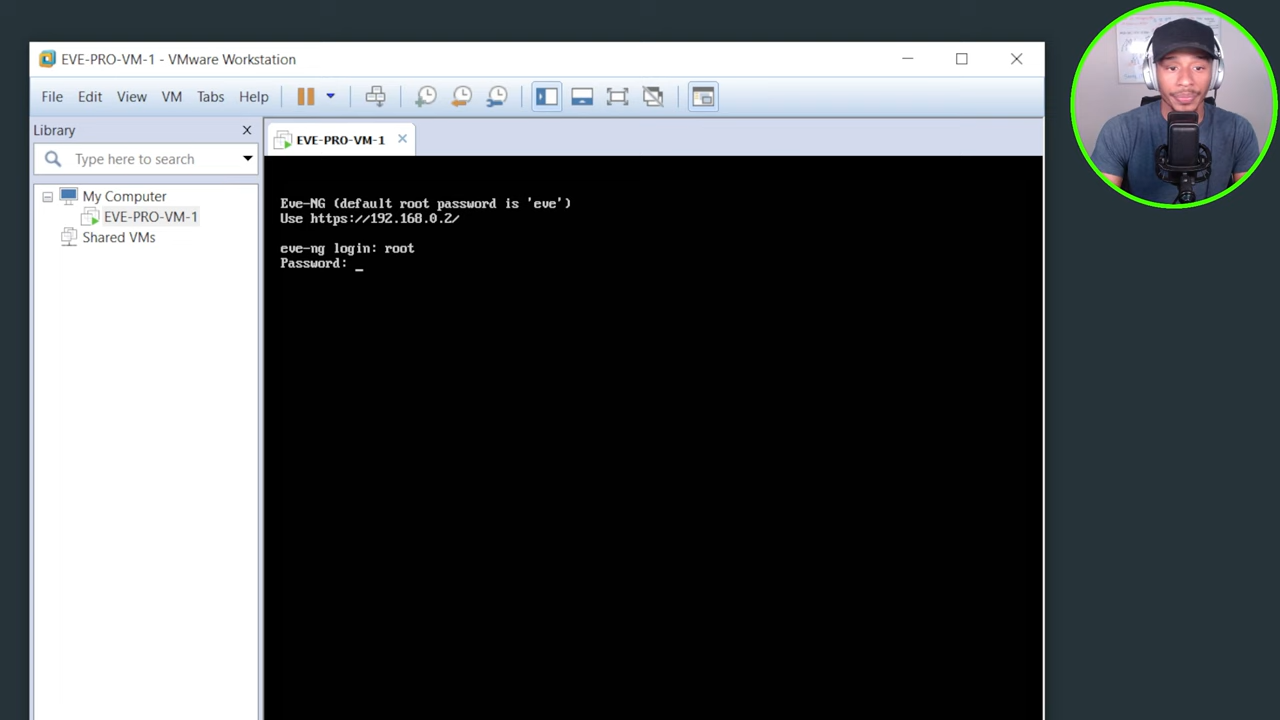 EVE-PRO-VM-1 - VMware Workstation
File Edit View VM Tabs Help
Library
EVE-PRO-VM-1
Type here to search
My Computer
EVE-PRO-VM-1
Shared VMs
Eve-NG (default root password is 'eve')
Use https://192.168.0.2/
eve-ng login: root
Password: _